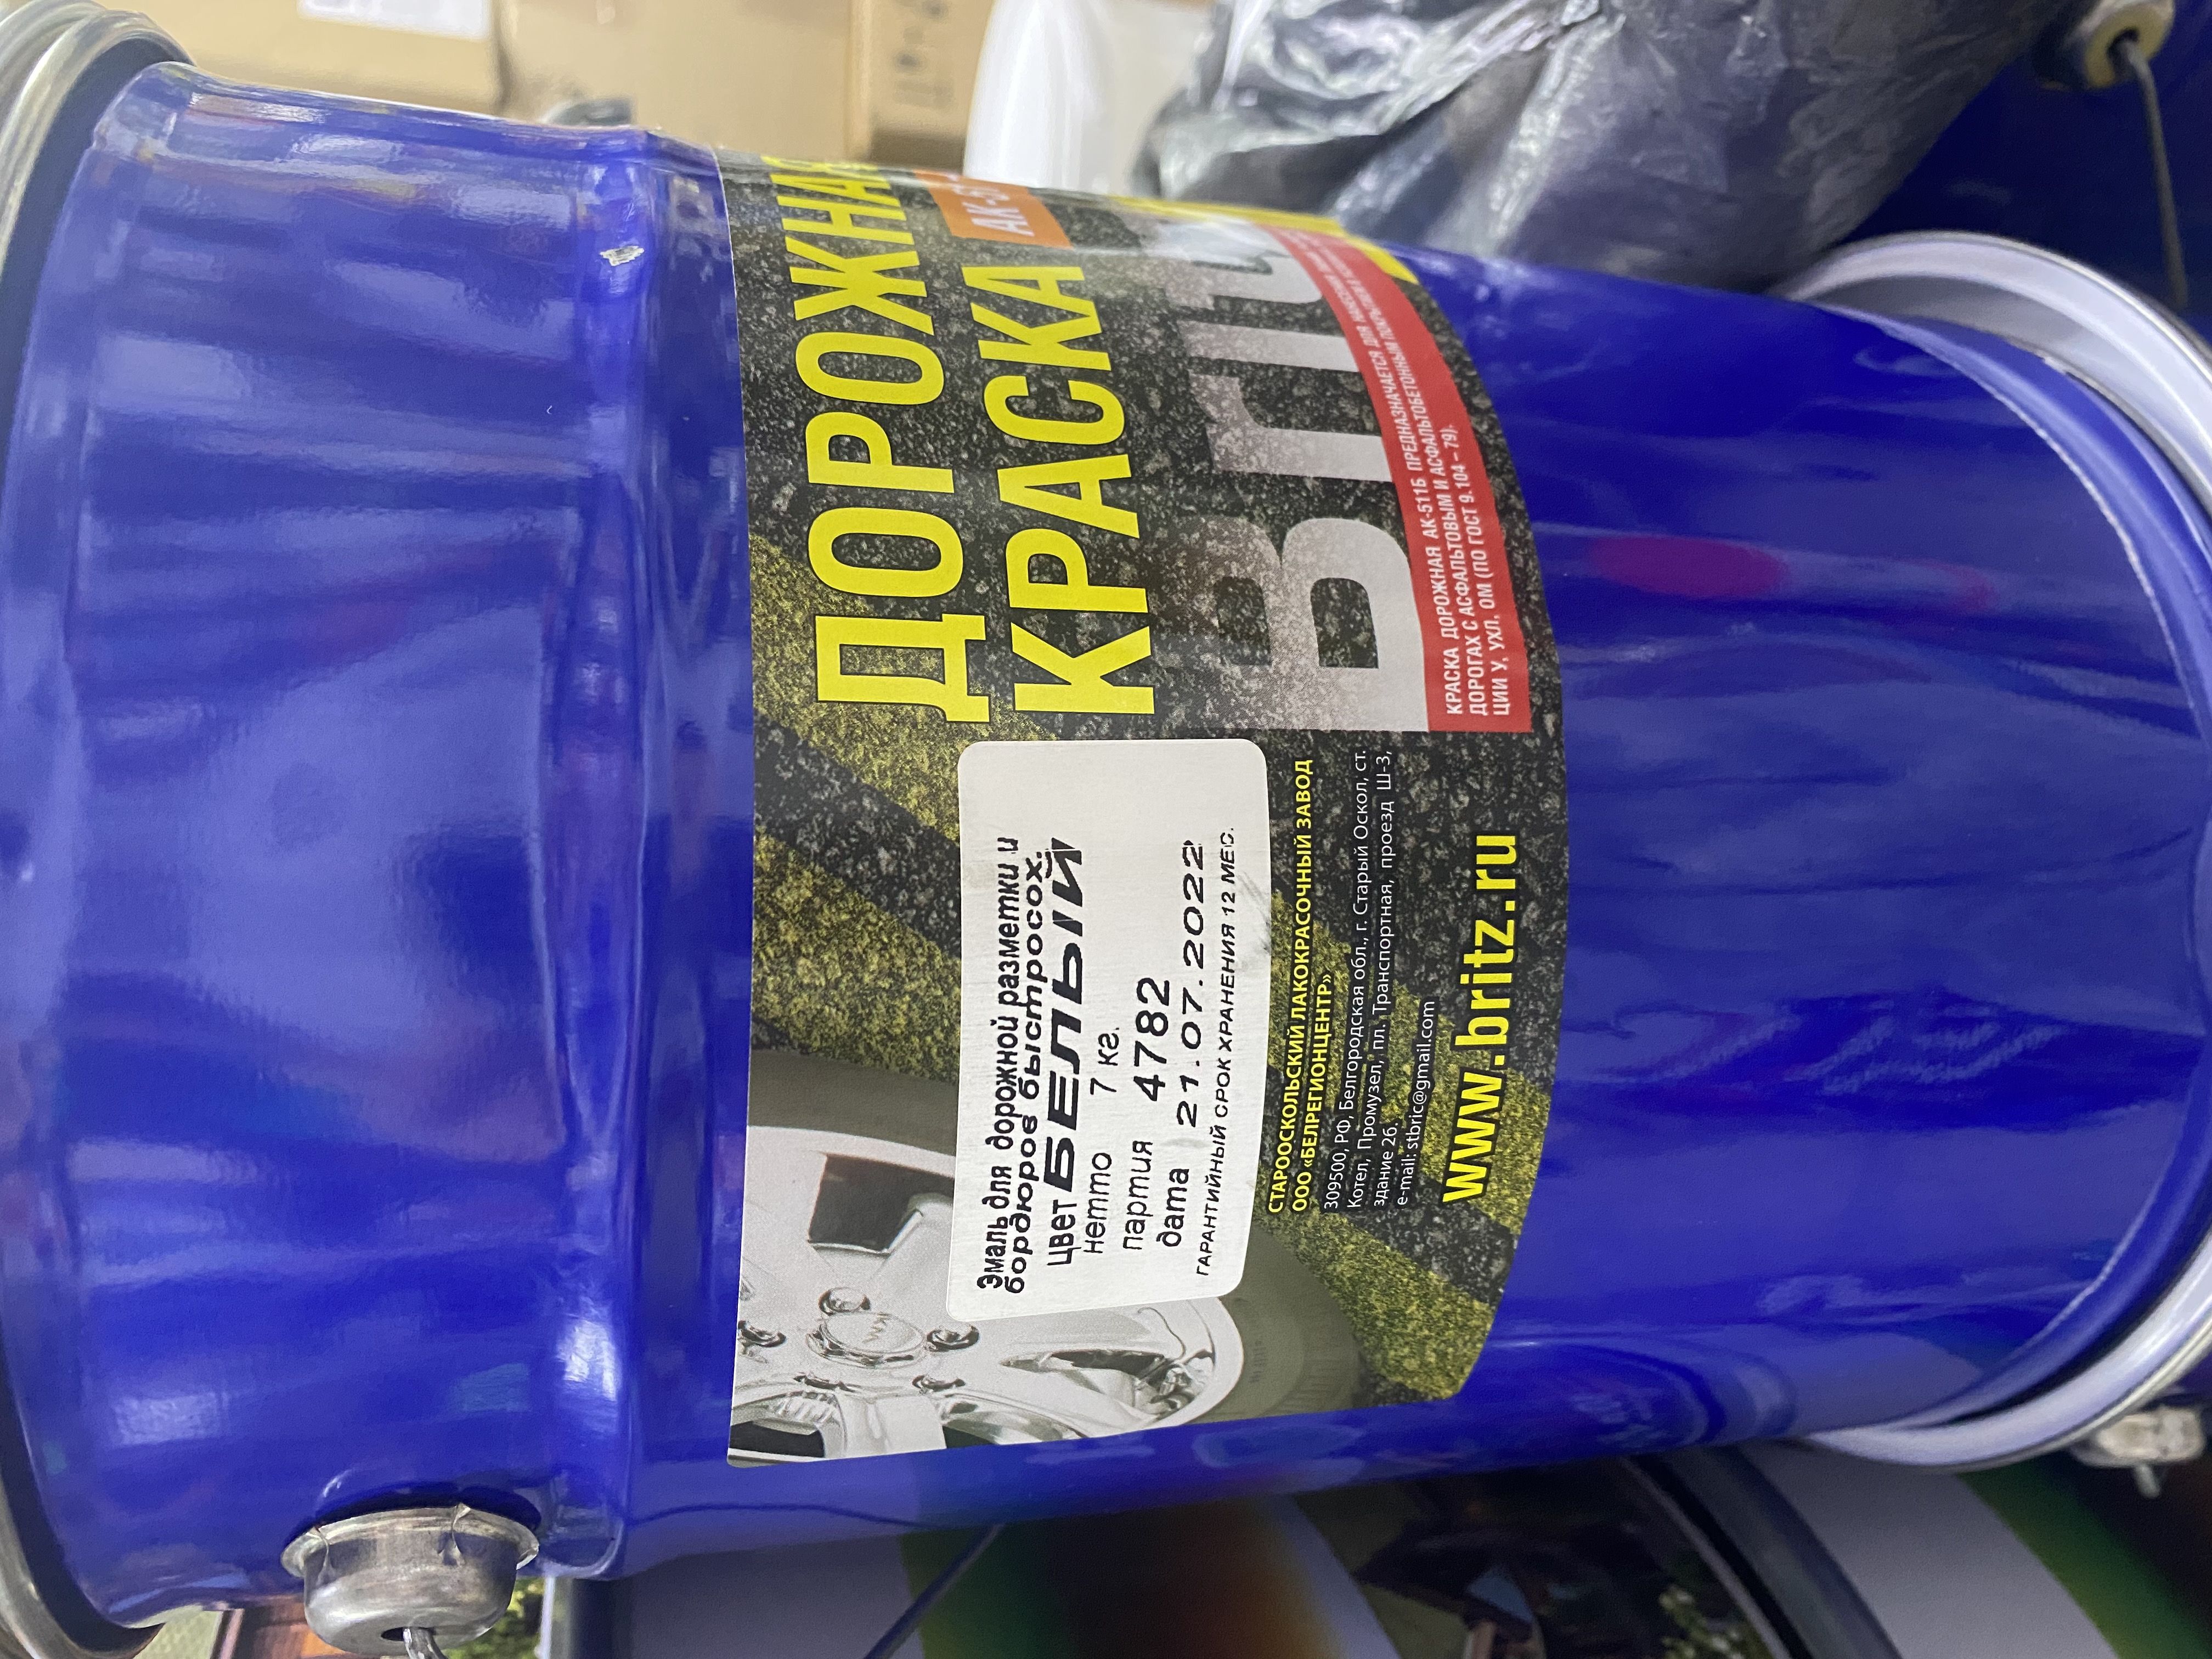 ДОРОЖНАЯ
КРАСКА
Britz
КРАСКА ДОРОЖНАЯ АК-511Б ПРЕДНАЗНАЧАЕТСЯ ДЛЯ
ДОРОГАХ С АСФАЛЬТОВЫМ И АСФАЛЬТОБЕТОННЫМ
ЦИИ У, УХЛ, ОМ (ПО ГОСТ 9.104 – 79).
Эмаль для дорожной разметки и
бордюров быстросох.
ЦВЕТ БЕЛЫЙ
нетто 7 кг.
партия 4782
дата 21.07.2022
ГАРАНТИЙНЫЙ СРОК ХРАНЕНИЯ 12 МЕС.
СТАРООСКОЛЬСКИЙ ЛАКОКРАСОЧНЫЙ ЗАВОД
ООО «БЕЛРЕГИОНЦЕНТР»
309500, РФ, Белгородская обл., г. Старый Оскол, ст.
Котел, Промузел, пл. Транспортная, проезд Ш-3,
здание 26,
e-mail: stbric@gmail.com
www.britz.ru